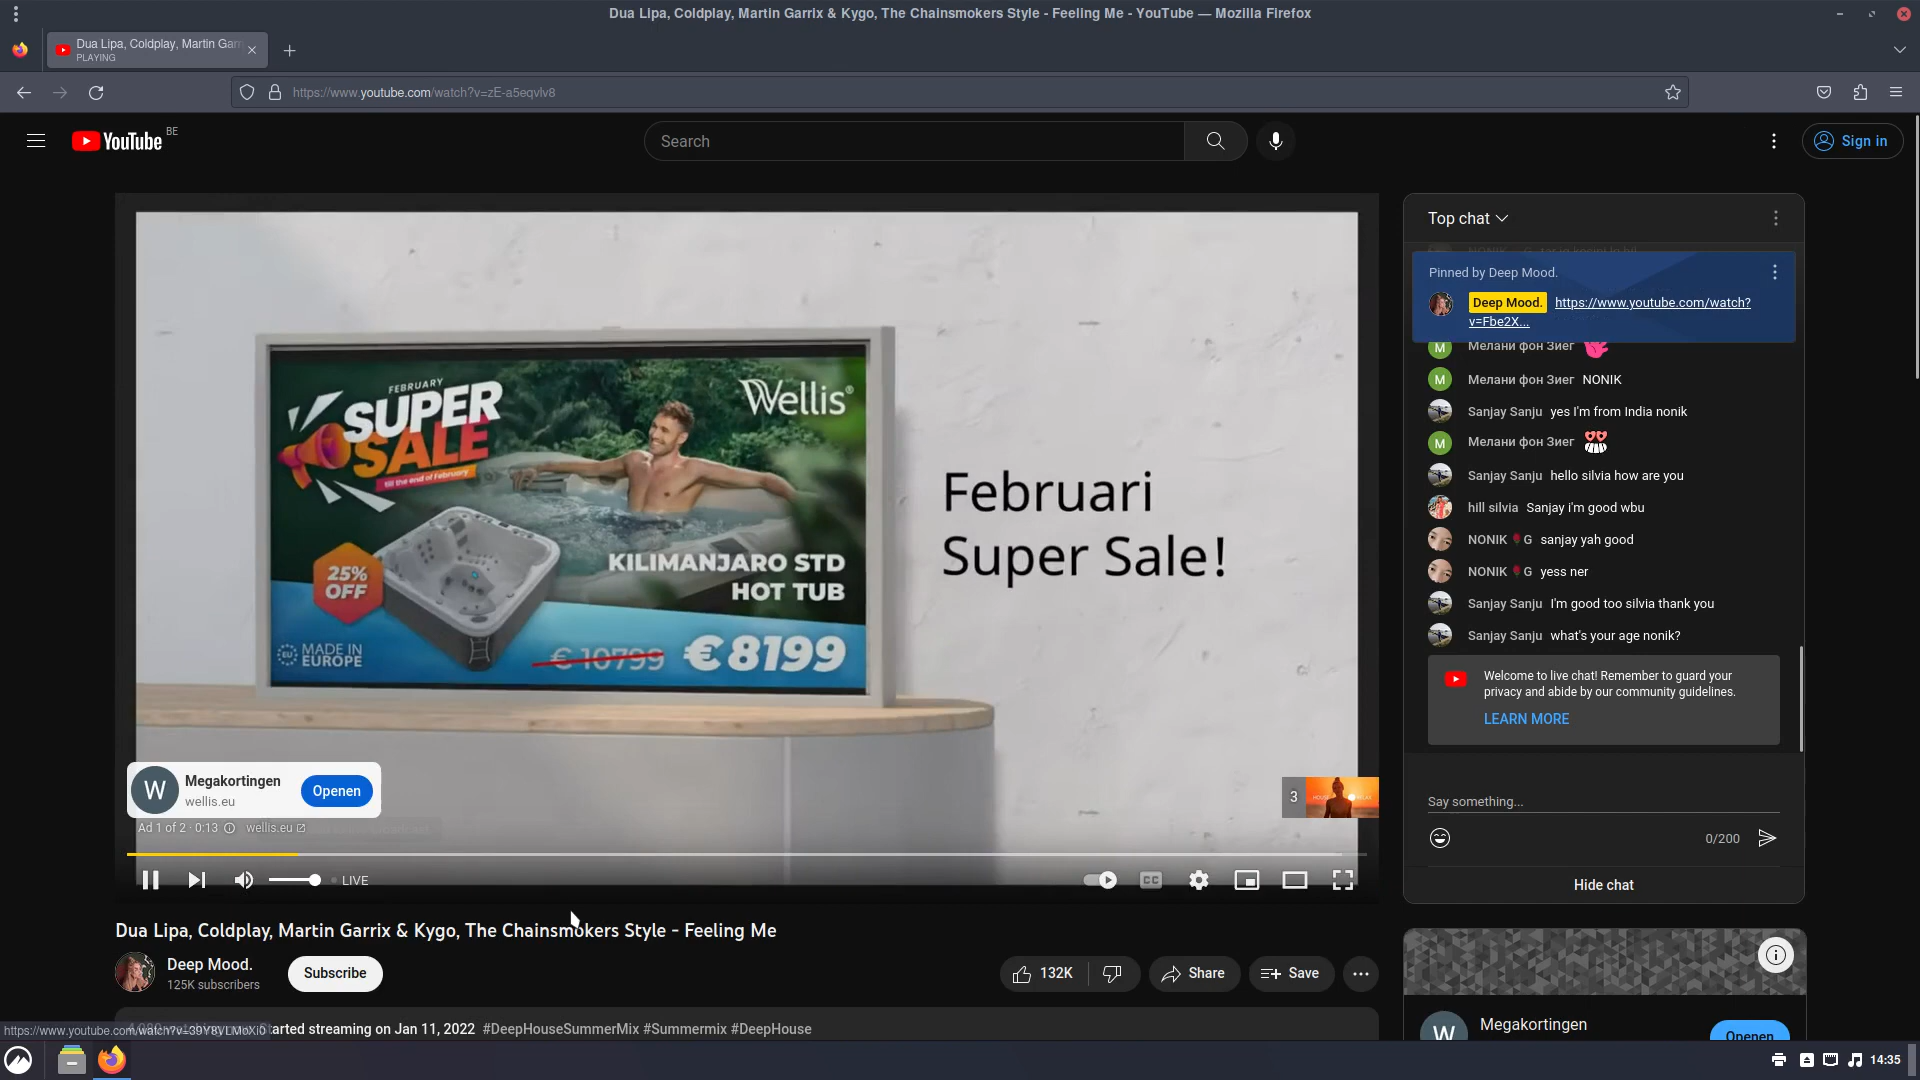 Dua Lipa, Coldplay, Martin Garrix & Kygo, The Chainsmokers Style - Feeling Me - YouTube — Mozilla Firefox
Dua Lipa, Coldplay, Martin Garr
PLAYING
https://www.youtube.com/watch?v=zE-a5eqvlv8
YouTube BE
Search
Sign in
FEBRUARY
SUPER
SALE
till the end of February
Wellis®
KILIMANJARO STD
HOT TUB
25%
OFF
MADE IN
EUROPE
€ 10799
€ 8199
Februari
Super Sale!
W
Megakortingen
wellis.eu
Openen
3
Ad 1 of 2 · 0:13
wellis.eu
LIVE
CC
Dua Lipa, Coldplay, Martin Garrix & Kygo, The Chainsmokers Style - Feeling Me
Deep Mood.
125K subscribers
Subscribe
132K
Share
Save
arted streaming on Jan 11, 2022 #DeepHouseSummerMix #Summermix #DeepHouse
Top chat
Pinned by Deep Mood.
Deep Mood. https://www.youtube.com/watch?
v=Fbe2X...
М Мелани фон Зиег
М Мелани фон Зиег NONIK
Sanjay Sanju yes I'm from India nonik
М Мелани фон Зиег
Sanjay Sanju hello silvia how are you
hill silvia Sanjay i'm good wbu
NONIK🌹G sanjay yah good
NONIK🌹G yess ner
Sanjay Sanju I'm good too silvia thank you
Sanjay Sanju what's your age nonik?
Welcome to live chat! Remember to guard your
privacy and abide by our community guidelines.
LEARN MORE
Say something...
0/200
Hide chat
W
Megakortingen
Openen
14:35